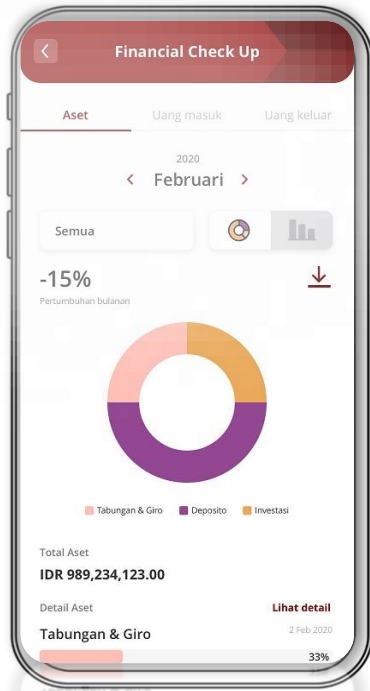 Financial Check Up
Aset Uang masuk Uang keluar
2020
Februari
Semua
-15%
Pertumbuhan bulanan
Tabungan & Giro Deposito Investasi
Total Aset
IDR 989,234,123.00
Detail Aset Lihat detail
Tabungan & Giro 2 Feb 2020
33%